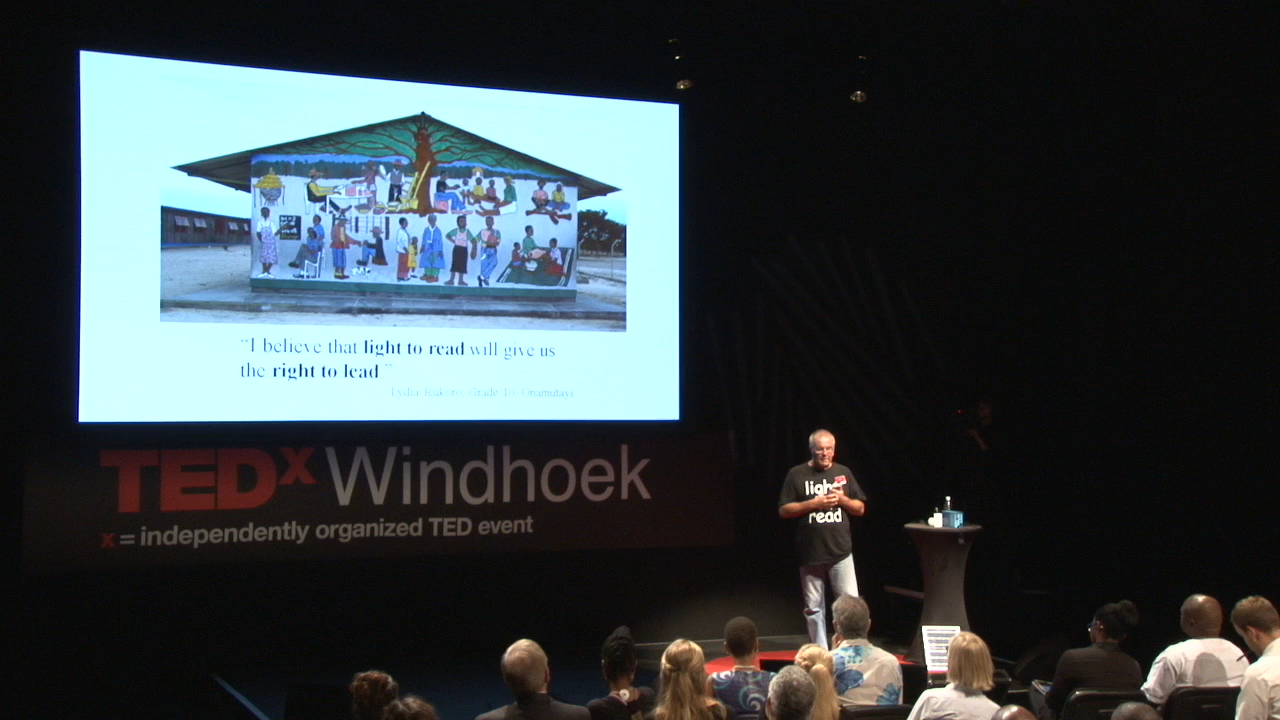 “I believe that light to read will give us
the right to lead ”
TEDx Windhoek
x = independently organized TED event
light
read